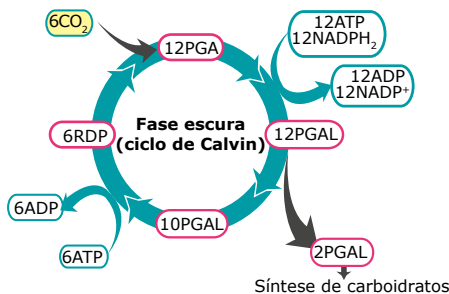 6CO₂
12PGA
12ATP
12NADPH₂
12ADP
12NADP⁺
Fase escura
(ciclo de Calvin)
6RDP
12PGAL
6ADP
10PGAL
6ATP
2PGAL
Síntese de carboidratos